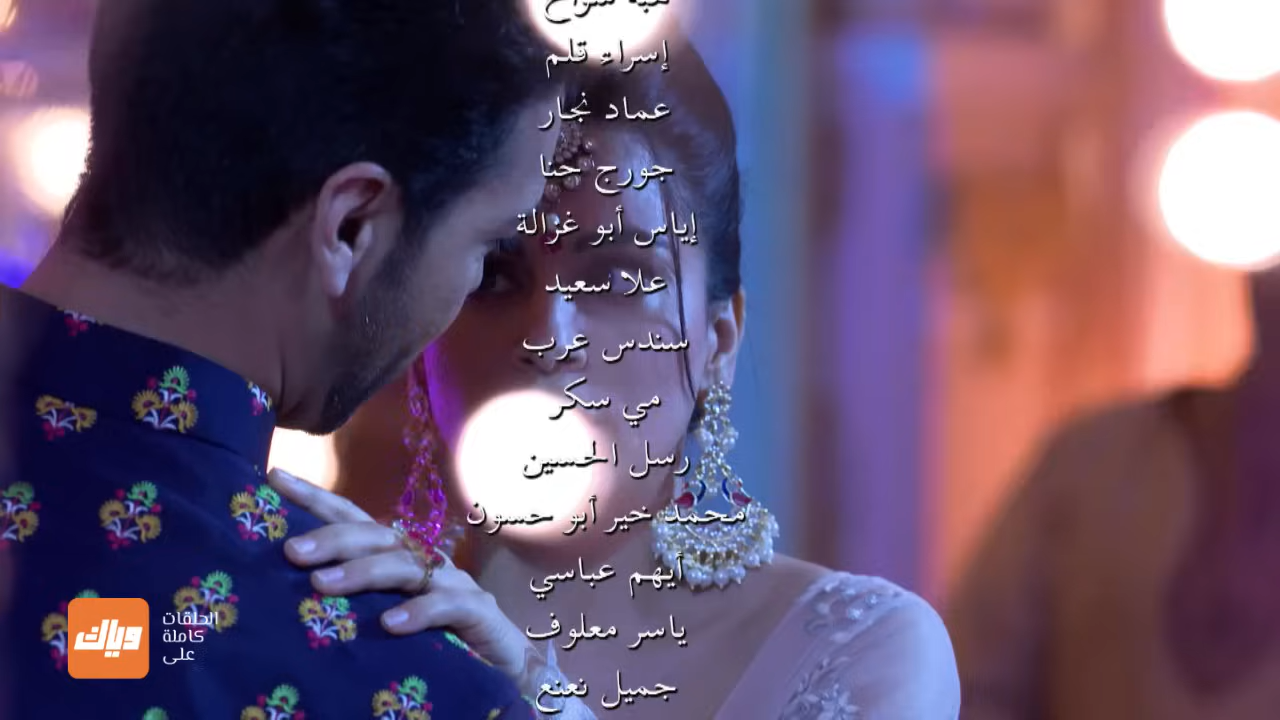 إسراء قلم
عماد نجار
جورج حنا
إياس أبو غزالة
علا سعيد
سندس عرب
مي سكر
رسل الحسين
محمد خير أبو حسون
أيهم عباسي
ياسر معلوف
جميل نعنع
وياك
الحلقات
كاملة
على